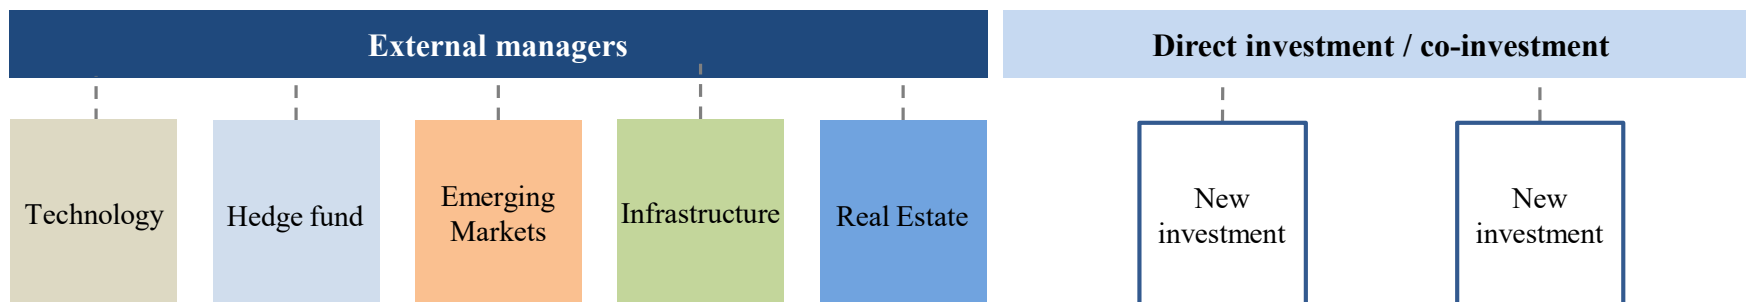 External managers
Direct investment / co-investment
Technology
Hedge fund
Emerging
Markets
Infrastructure
Real Estate
New
investment
New
investment